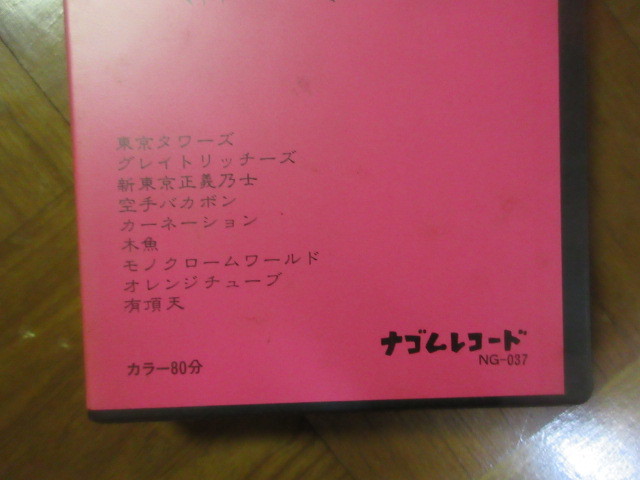 東京タワーズ
グレイトリッチーズ
新東京正義乃士
空手バカボン
カーネーション
木魚
モノクロームワールド
オレンジチューブ
有頂天
ナゴムレコード
NG-037
カラー80分